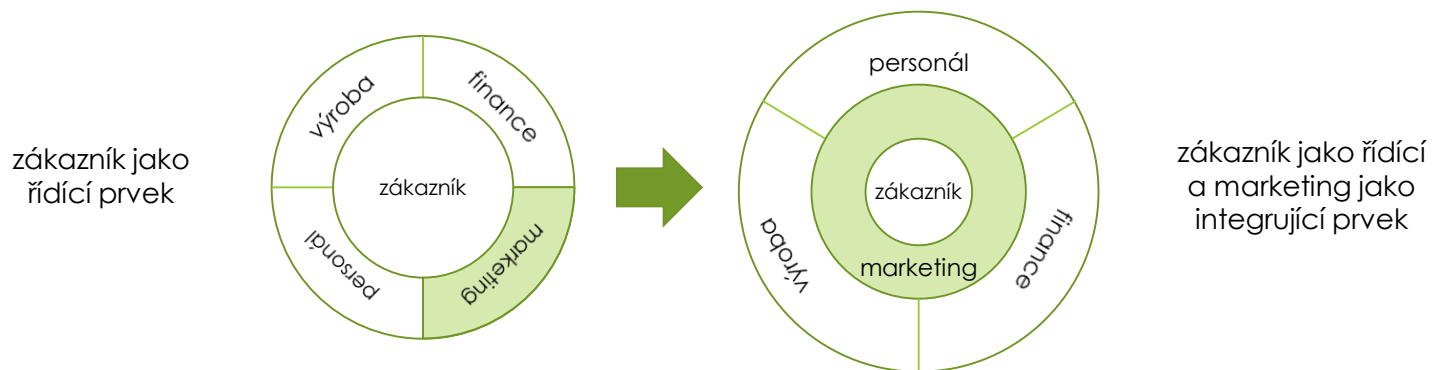 zákazník jako
řídící prvek
výroba
finance
zákazník
personál
marketing
personál
zákazník
marketing
výroba
finance
zákazník jako řídící
a marketing jako
integrující prvek